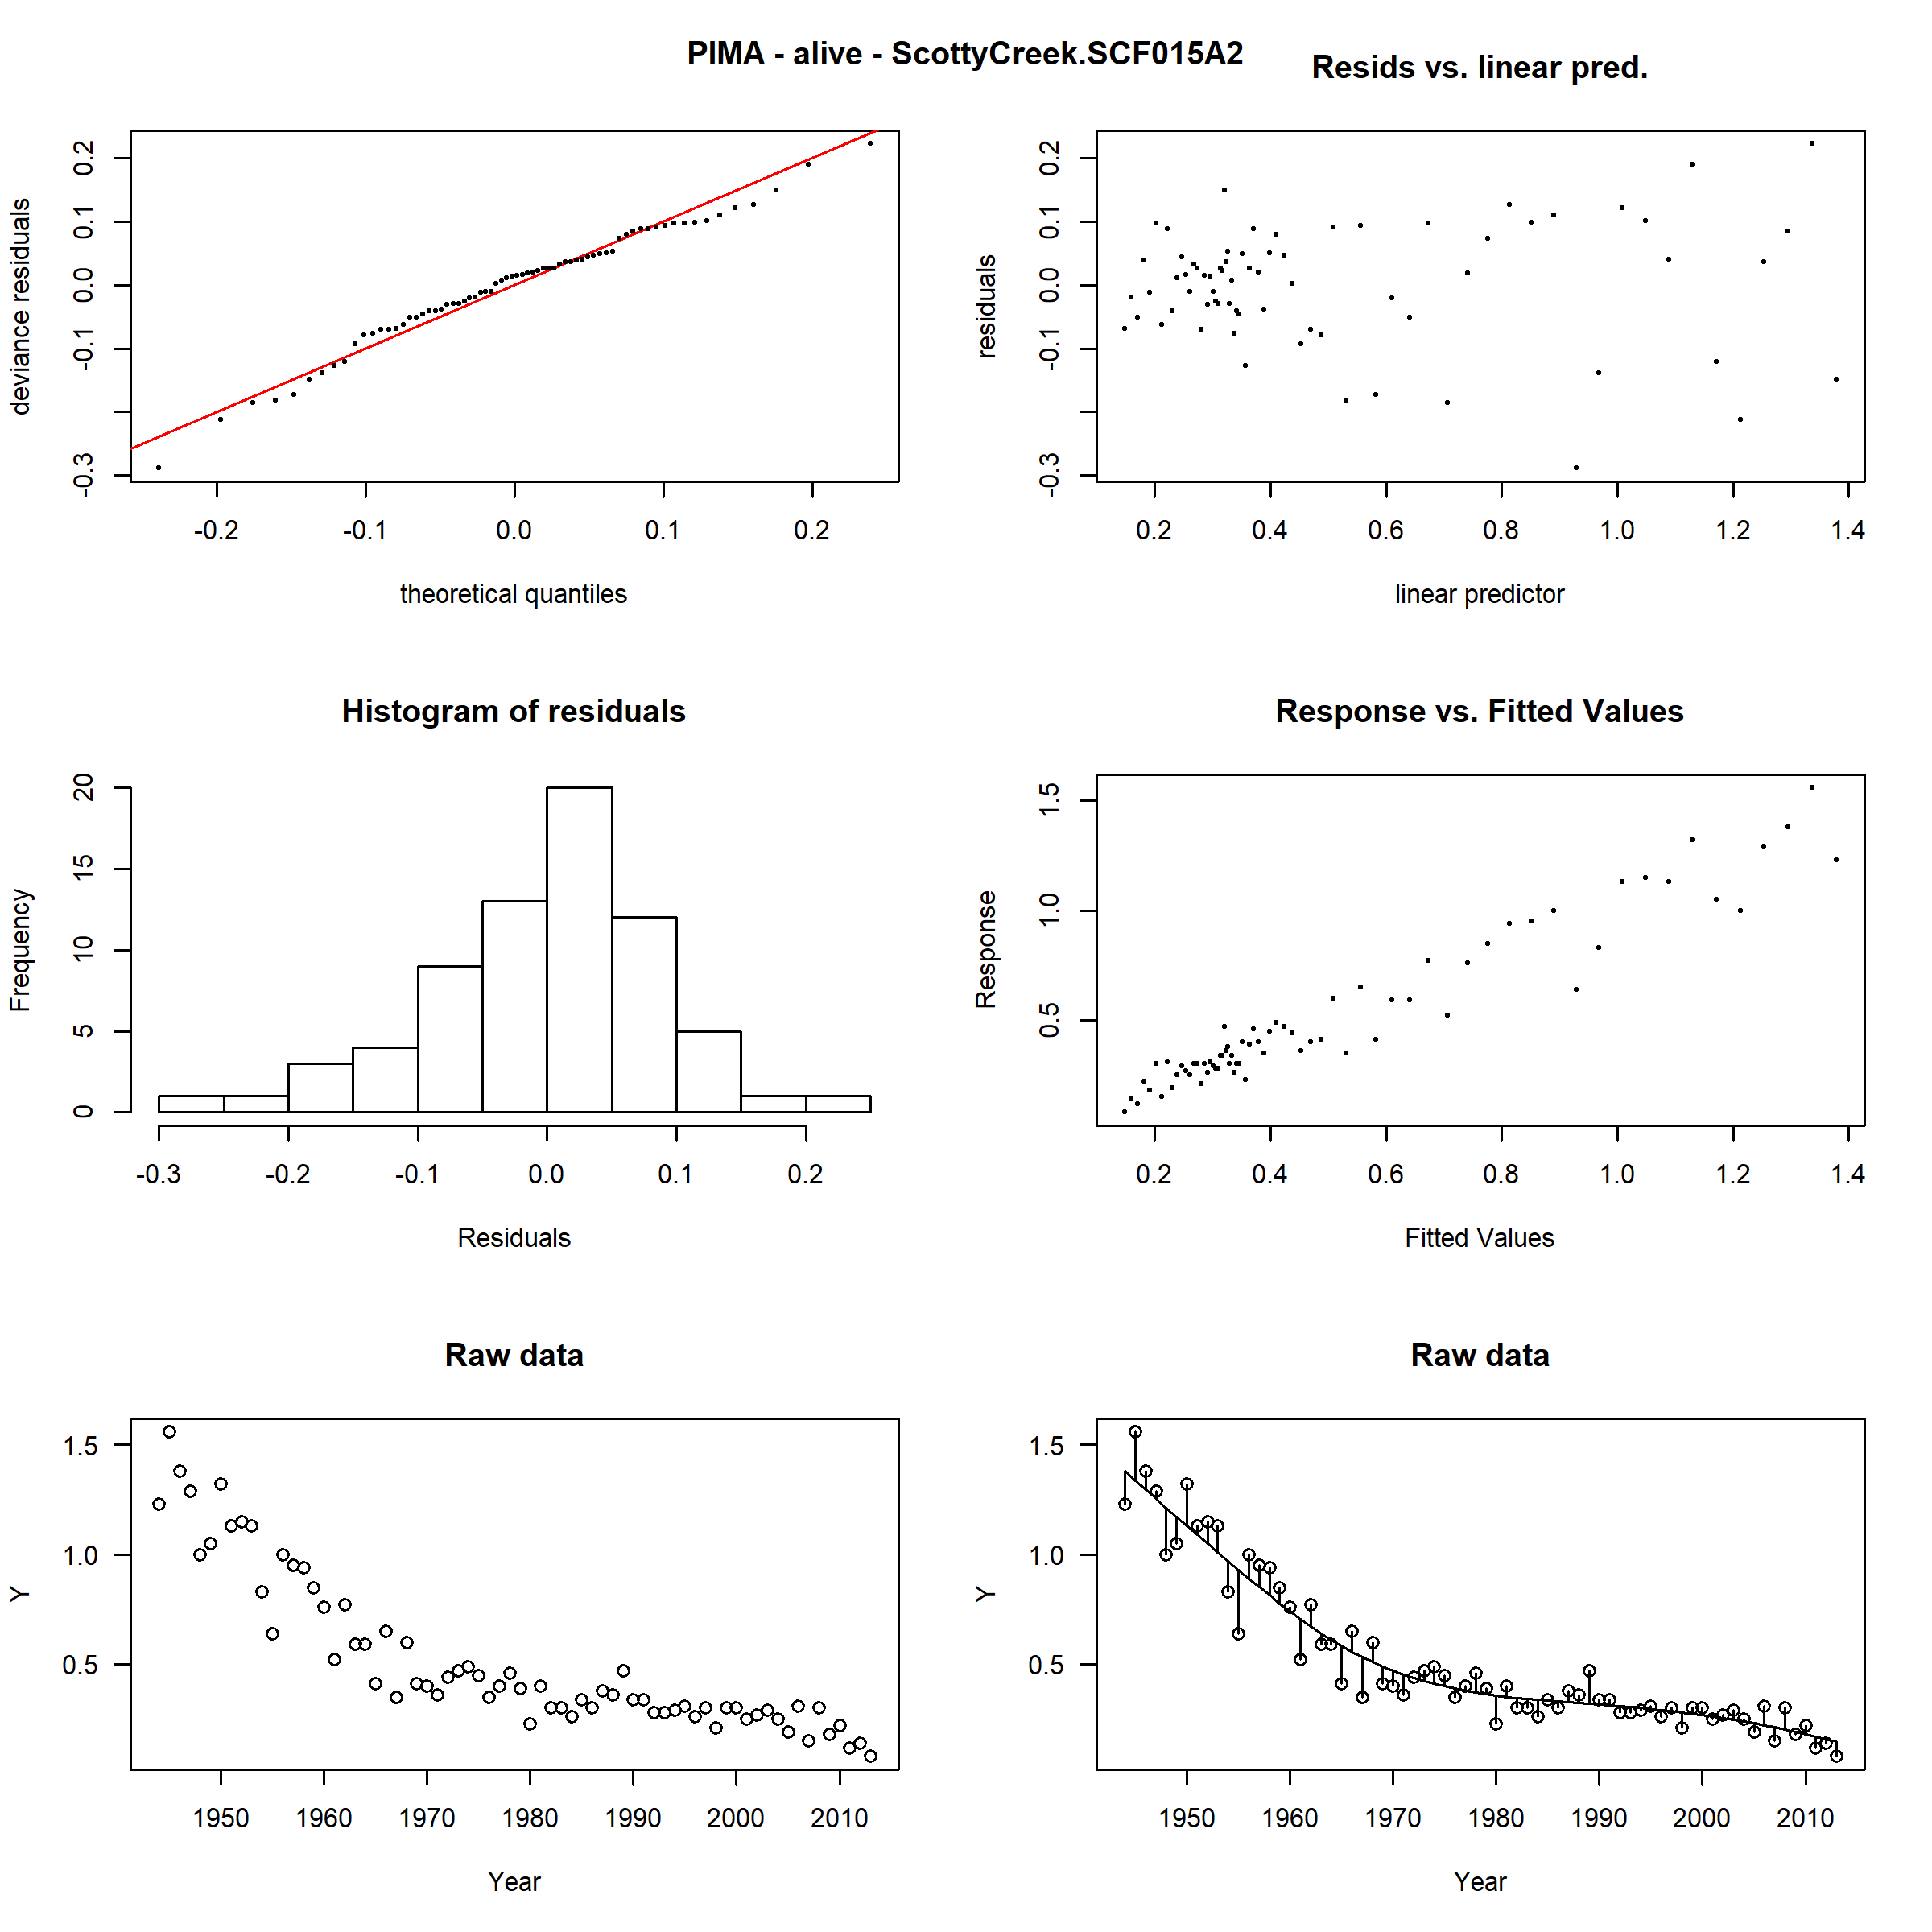 PIMA - alive - ScottyCreek.SCF015A2
Resids vs. linear pred.
deviance residuals
-0.3 -0.1 0.0 0.1 0.2
-0.2 -0.1 0.0 0.1 0.2
theoretical quantiles
residuals
-0.3 -0.1 0.0 0.1 0.2
0.2 0.4 0.6 0.8 1.0 1.2 1.4
linear predictor
Histogram of residuals
Frequency
0 5 10 15 20
-0.3 -0.2 -0.1 0.0 0.1 0.2
Residuals
Response vs. Fitted Values
Response
0.5 1.0 1.5
0.2 0.4 0.6 0.8 1.0 1.2 1.4
Fitted Values
Raw data
Y
1.5
1.0
0.5
1950 1960 1970 1980 1990 2000 2010
Year
Raw data
Y
1.5
1.0
0.5
1950 1960 1970 1980 1990 2000 2010
Year